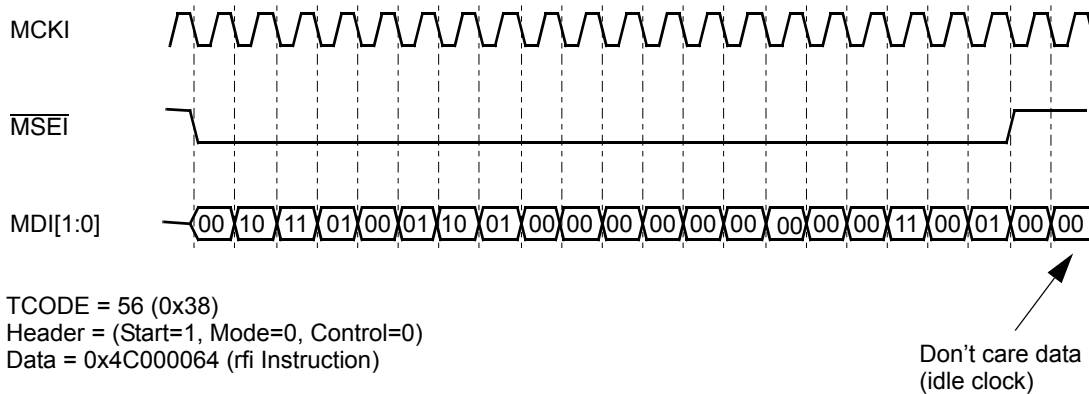 MCKI
MSEI
MDI[1:0] 00 10 11 01 00 01 10 01 00 00 00 00 00 00 00 00 00 11 00 01 00 00
TCODE = 56 (0x38)
Header = (Start=1, Mode=0, Control=0)
Data = 0x4C000064 (rfi Instruction)
Don’t care data
(idle clock)